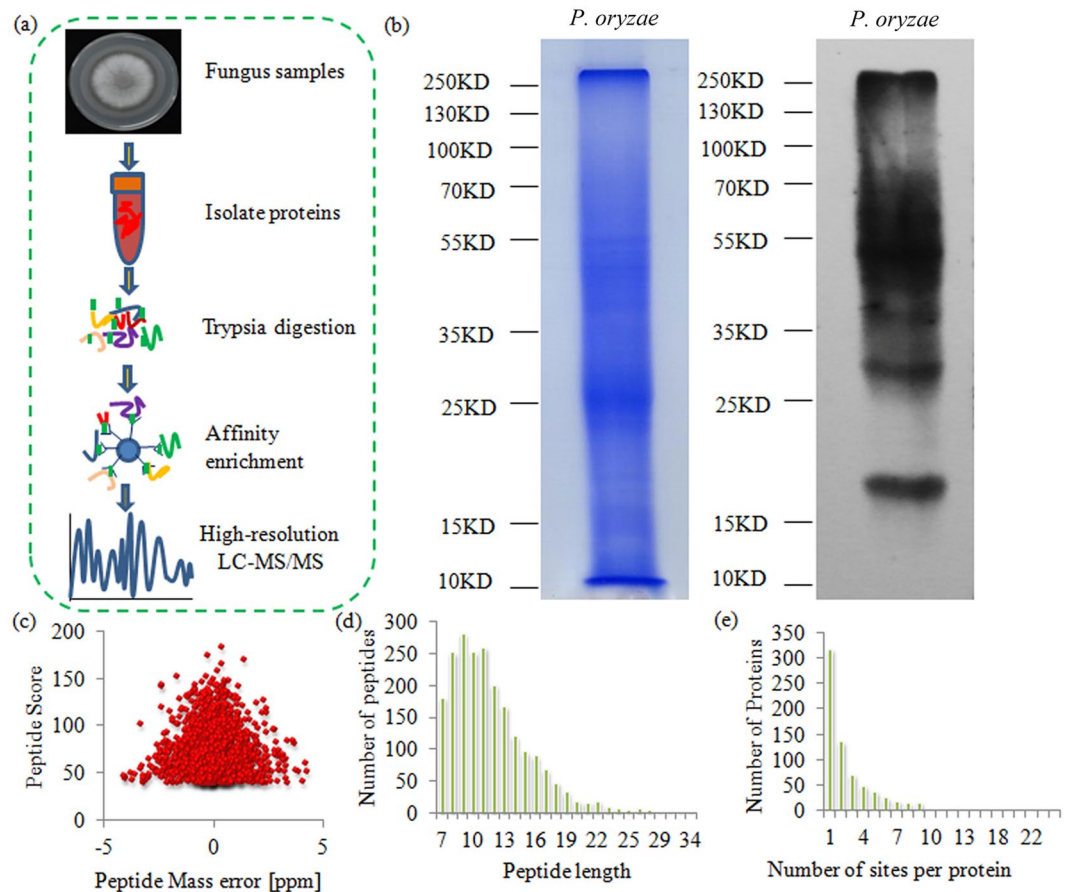 (a)
Fungus samples
Isolate proteins
Trypsia digestion
Affinity
enrichment
High-resolution
LC-MS/MS
(b)
P. oryzae
250KD
130KD
100KD
70KD
55KD
35KD
25KD
15KD
10KD
P. oryzae
250KD
130KD
100KD
70KD
55KD
35KD
25KD
15KD
10KD
(c)
Peptide Score
200
150
100
50
0
-5 0 5
Peptide Mass error [ppm]
(d)
Number of peptides
300
250
200
150
100
50
0
7 10 13 16 19 22 29 34
Peptide length
(e)
Number of Proteins
350
300
250
200
150
100
50
0
1 4 7 10 13 18 22
Number of sites per protein